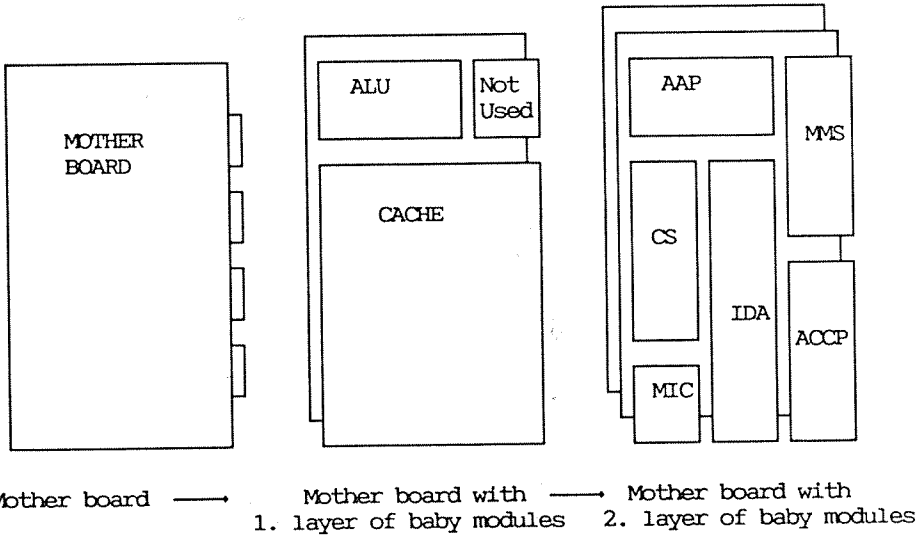 MOTHER
BOARD
ALU
Not
Used
CACHE
AAP
MMS
CS
IDA
ACCP
MIC
Mother board
Mother board with
1. layer of baby modules
Mother board with
2. layer of baby modules